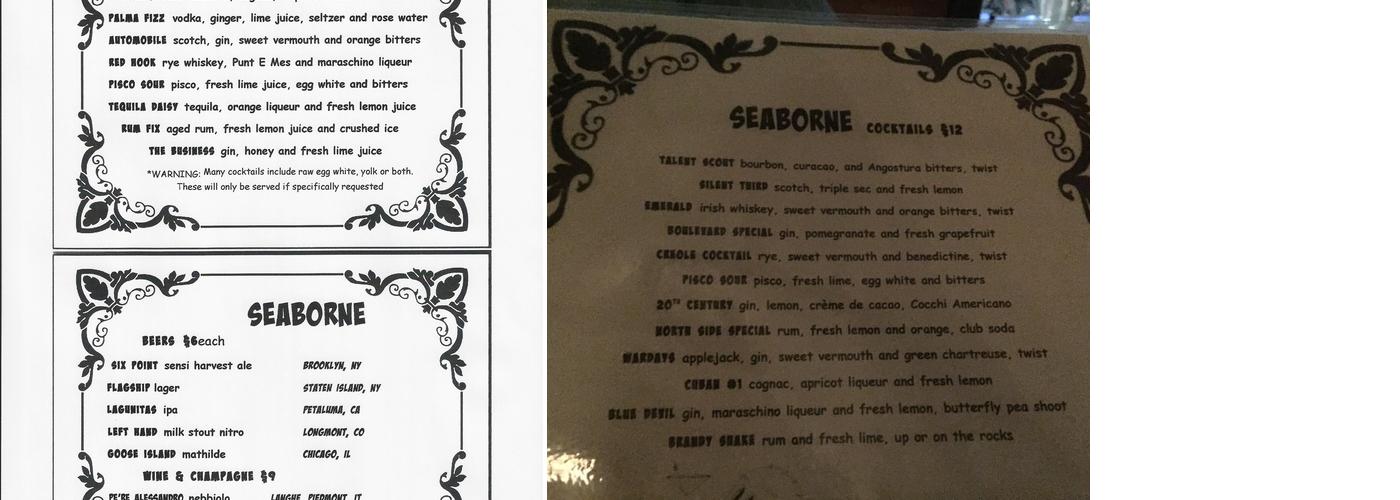 PALMA FIZZ vodka, ginger, lime juice, seltzer and rose water
AUTOMOBILE scotch, gin, sweet vermouth and orange bitters
RED HOOK rye whiskey, Punt E Mes and maraschino liqueur
PISCO SOUR pisco, fresh lime juice, egg white and bitters
TEQUILA DAISY tequila, orange liqueur and fresh lemon juice
RUM FIX aged rum, fresh lemon juice and crushed ice
THE BUSINESS gin, honey and fresh lime juice
*WARNING: Many cocktails include raw egg white, yolk or both.
These will only be served if specifically requested
SEABORNE
BEERS $6each
SIX POINT sensi harvest ale BROOKLYN, NY
FLAGSHIP lager STATEN ISLAND, NY
LAGUNITAS ipa PETALUMA, CA
LEFT HAND milk stout nitro LONGMONT, CO
GOOSE ISLAND mathilde CHICAGO, IL
WINE & CHAMPAGNE $9
PE'RE ALESSANDRO nebbiolo LANGHE, PIEDMONT, IT
SEABORNE COCKTAILS $12
TALENT SCOUT bourbon, curacao, and Angostura bitters, twist
SILENT THIRD scotch, triple sec and fresh lemon
EMERALD irish whiskey, sweet vermouth and orange bitters, twist
BOULEVARD SPECIAL gin, pomegranate and fresh grapefruit
CREOLE COCKTAIL rye, sweet vermouth and benedictine, twist
PISCO SOUR pisco, fresh lime, egg white and bitters
20TH CENTURY gin, lemon, crème de cacao, Cocchi Americano
NORTH SIDE SPECIAL rum, fresh lemon and orange, club soda
WARDAYS applejack, gin, sweet vermouth and green chartreuse, twist
CUBAN #1 cognac, apricot liqueur and fresh lemon
BLUE DEVIL gin, maraschino liqueur and fresh lemon, butterfly pea shoot
BRANDY SHAKE rum and fresh lime, up or on the rocks